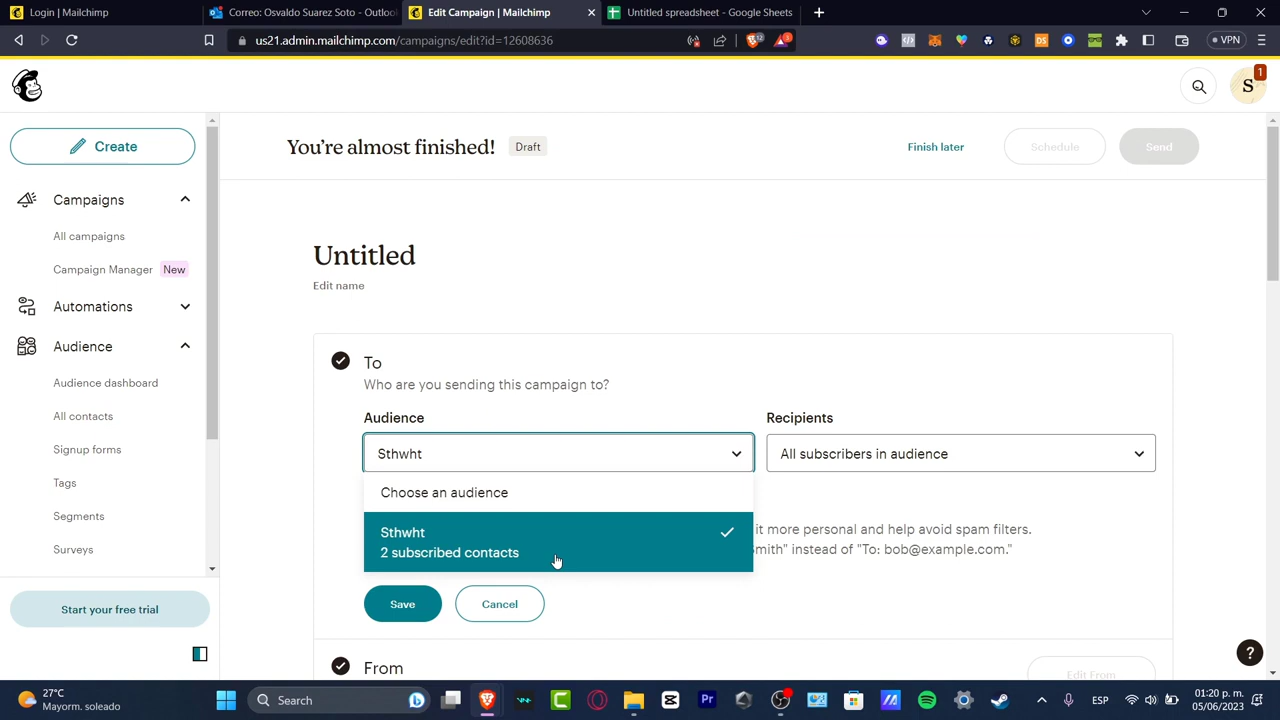 Login | Mailchimp
Correo: Osvaldo Suarez Soto - Outlook
Edit Campaign | Mailchimp
Untitled spreadsheet - Google Sheets
us21.admin.mailchimp.com/campaigns/edit?id=12608636
12
3
DS
VPN
S
1
Create
You're almost finished!
Draft
Finish later
Schedule
Send
Campaigns
All campaigns
Campaign Manager
New
Automations
Audience
Audience dashboard
All contacts
Signup forms
Tags
Segments
Surveys
Start your free trial
Untitled
Edit name
To
Who are you sending this campaign to?
Audience
Recipients
Sthwht
All subscribers in audience
Choose an audience
Sthwht
2 subscribed contacts
it more personal and help avoid spam filters.
mith" instead of "To: bob@example.com."
Save
Cancel
From
Edit From
?
27°C
Mayorm. soleado
Search
Pr
ESP
01:20 p. m.
05/06/2023